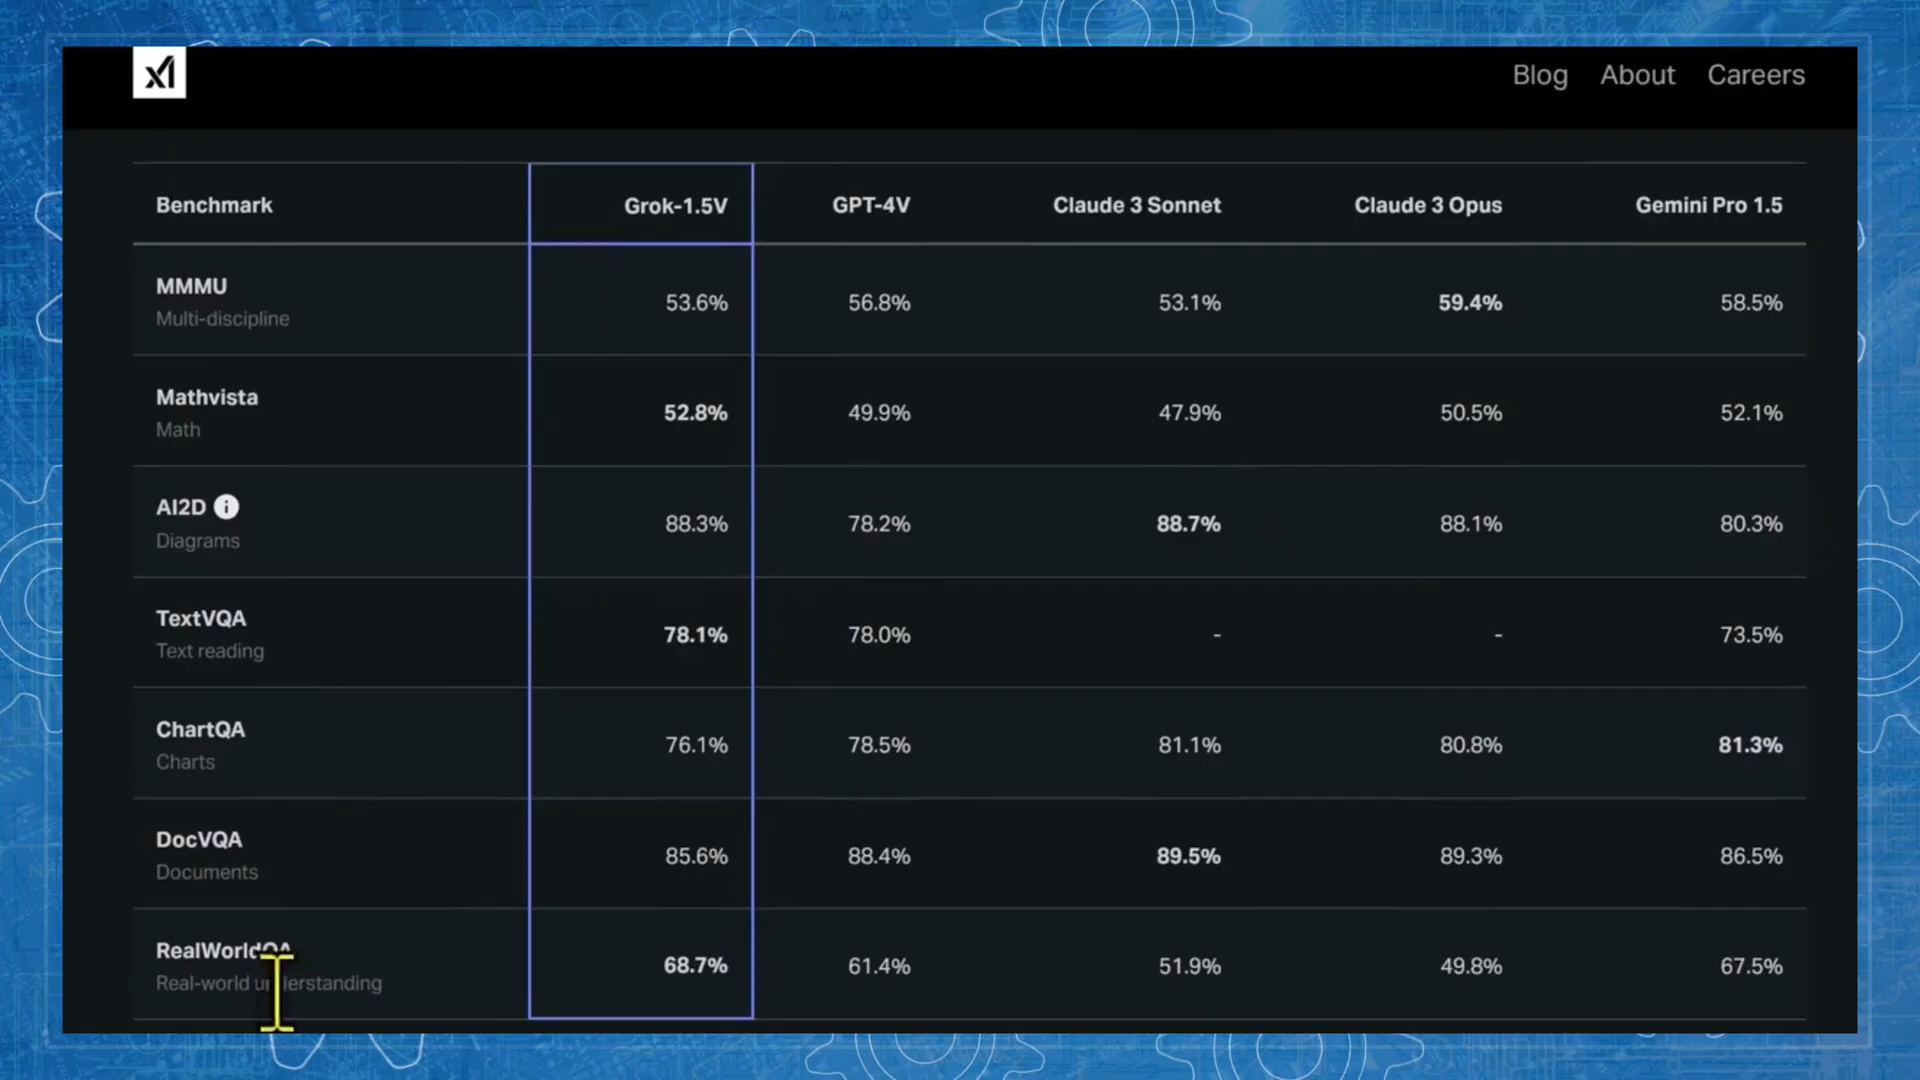 xI
Blog About Careers
Benchmark Grok-1.5V GPT-4V Claude 3 Sonnet Claude 3 Opus Gemini Pro 1.5
MMMU
Multi-discipline
53.6% 56.8% 53.1% 59.4% 58.5%
Mathvista
Math
52.8% 49.9% 47.9% 50.5% 52.1%
AI2D i
Diagrams
88.3% 78.2% 88.7% 88.1% 80.3%
TextVQA
Text reading
78.1% 78.0% - - 73.5%
ChartQA
Charts
76.1% 78.5% 81.1% 80.8% 81.3%
DocVQA
Documents
85.6% 88.4% 89.5% 89.3% 86.5%
RealWorldQA
Real-world understanding
68.7% 61.4% 51.9% 49.8% 67.5%